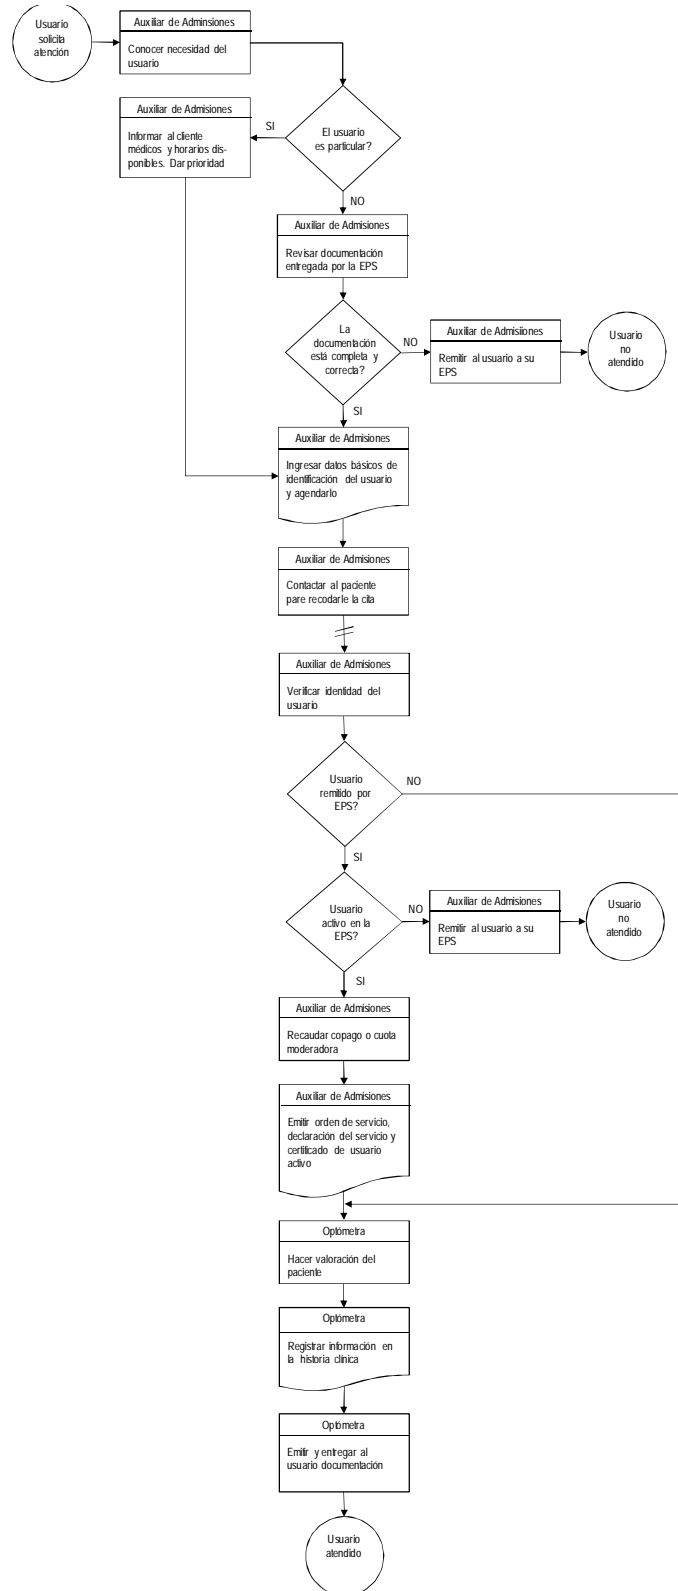 Usuario
solicita
atención
Auxiliar de Adminsiones
Conocer necesidad del
usuario
El usuario
es particular?
SI
Auxiliar de Admisiones
Informar al cliente
médicos y horarios dis-
ponibles. Dar prioridad
NO
Auxiliar de Admisiones
Revisar documentación
entregada por la EPS
La
documentación
está completa y
correcta?
NO
Auxiliar de Admisiiones
Remitir al usuario a su
EPS
Usuario
no
atendido
SI
Auxiliar de Admisiones
Ingresar datos básicos de
identificación del usuario
y agendarlo
Auxiliar de Admisiones
Contactar al paciente
pare recodarle la cita
Auxiliar de Admisiones
Verificar identidad del
usuario
Usuario
remitido por
EPS?
NO
SI
Usuario
activo en la
EPS?
NO
Auxiliar de Admisiones
Remitir al usuario a su
EPS
Usuario
no
atendido
SI
Auxiliar de Admisiones
Recaudar copago o cuota
moderadora
Auxiliar de Admisiones
Emitir orden de servicio,
declaración del servicio y
certificado de usuario
activo
Optómetra
Hacer valoración del
paciente
Optómetra
Registrar información en
la historia clínica
Optómetra
Emitir y entregar al
usuario documentación
Usuario
atendido